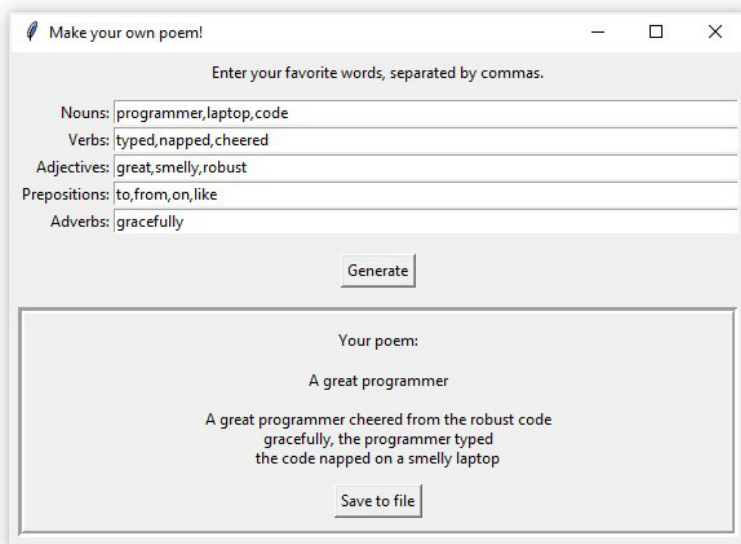 Make your own poem!
Enter your favorite words, separated by commas.
Nouns: programmer,laptop,code
Verbs: typed,napped,cheered
Adjectives: great,smelly,robust
Prepositions: to,from,on,like
Adverbs: gracefully
Generate
Your poem:
A great programmer
A great programmer cheered from the robust code
gracefully, the programmer typed
the code napped on a smelly laptop
Save to file